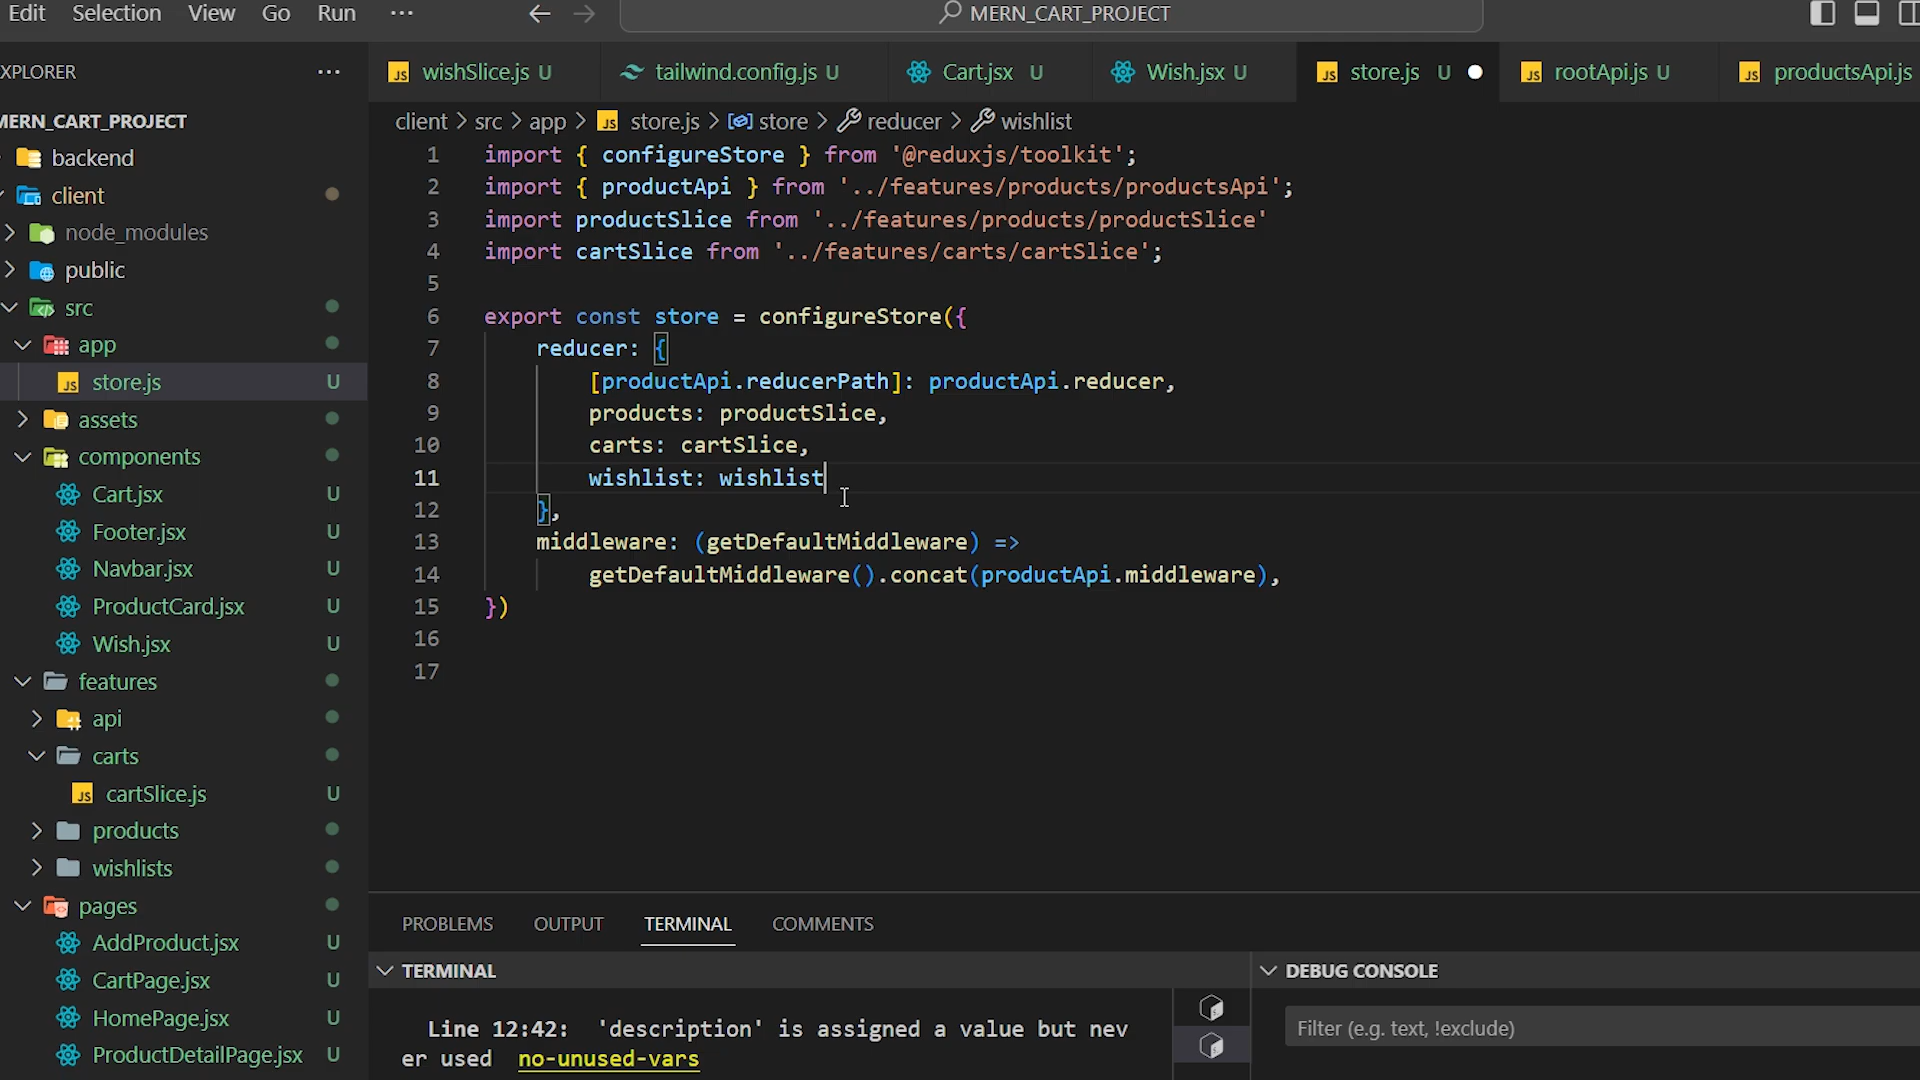 Edit Selection View Go Run ··· MERN_CART_PROJECT
XPLORER ···
wishSlice.js U tailwind.config.js U Cart.jsx U Wish.jsx U store.js U rootApi.js U productsApi.js
MERN_CART_PROJECT
backend
client
node_modules
public
src
app
store.js U
assets
components
Cart.jsx U
Footer.jsx U
Navbar.jsx U
ProductCard.jsx U
Wish.jsx U
features
api
carts
cartSlice.js U
products
wishlists
pages
AddProduct.jsx U
CartPage.jsx U
HomePage.jsx U
ProductDetailPage.jsx U
client > src > app > JS store.js > store > reducer > wishlist
1 import { configureStore } from '@reduxjs/toolkit';
2 import { productApi } from '../features/products/productsApi';
3 import productSlice from '../features/products/productSlice'
4 import cartSlice from '../features/carts/cartSlice';
5
6 export const store = configureStore({
7 reducer: {
8 [productApi.reducerPath]: productApi.reducer,
9 products: productSlice,
10 carts: cartSlice,
11 wishlist: wishlist
12 },
13 middleware: (getDefaultMiddleware) =>
14 getDefaultMiddleware().concat(productApi.middleware),
15 })
16
17
PROBLEMS OUTPUT TERMINAL COMMENTS
TERMINAL
Line 12:42: 'description' is assigned a value but nev
er used no-unused-vars
DEBUG CONSOLE
Filter (e.g. text, !exclude)